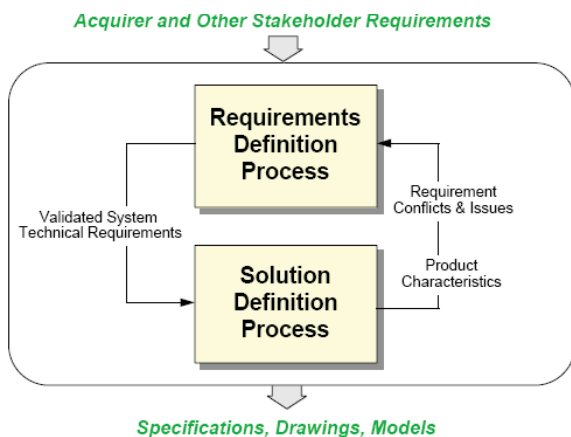 Acquirer and Other Stakeholder Requirements
Requirements
Definition
Process
Requirement
Conflicts & Issues
Validated System
Technical Requirements
Product
Characteristics
Solution
Definition
Process
Specifications, Drawings, Models